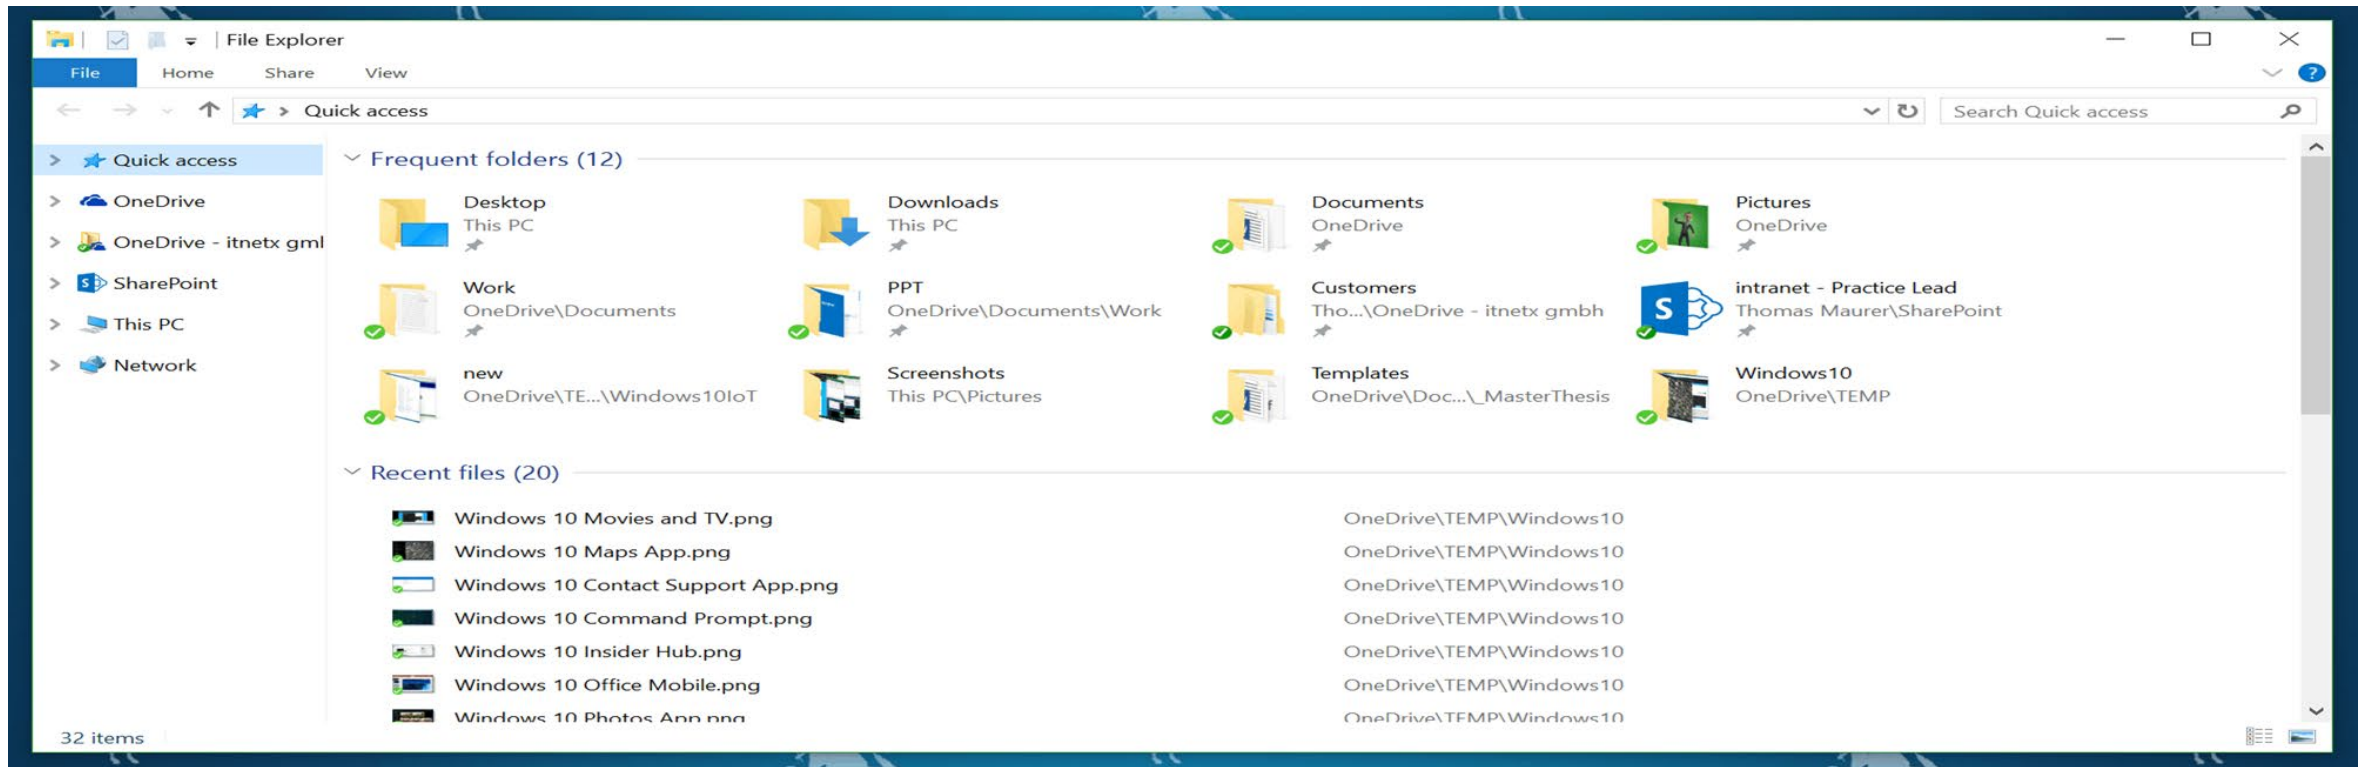 File Explorer
File Home Share View
?
Quick access
Search Quick access
Quick access
OneDrive
OneDrive - itnetx gml
SharePoint
This PC
Network
Frequent folders (12)
Desktop
This PC
Downloads
This PC
Documents
OneDrive
Pictures
OneDrive
Work
OneDrive\Documents
PPT
OneDrive\Documents\Work
Customers
Tho...\OneDrive - itnetx gmbh
S
intranet - Practice Lead
Thomas Maurer\SharePoint
new
OneDrive\TE...\Windows10IoT
Screenshots
This PC\Pictures
Templates
OneDrive\Doc...\_MasterThesis
Windows10
OneDrive\TEMP
Recent files (20)
Windows 10 Movies and TV.png OneDrive\TEMP\Windows10
Windows 10 Maps App.png OneDrive\TEMP\Windows10
Windows 10 Contact Support App.png OneDrive\TEMP\Windows10
Windows 10 Command Prompt.png OneDrive\TEMP\Windows10
Windows 10 Insider Hub.png OneDrive\TEMP\Windows10
Windows 10 Office Mobile.png OneDrive\TEMP\Windows10
Windows 10 Photos App.png OneDrive\TEMP\Windows10
32 items